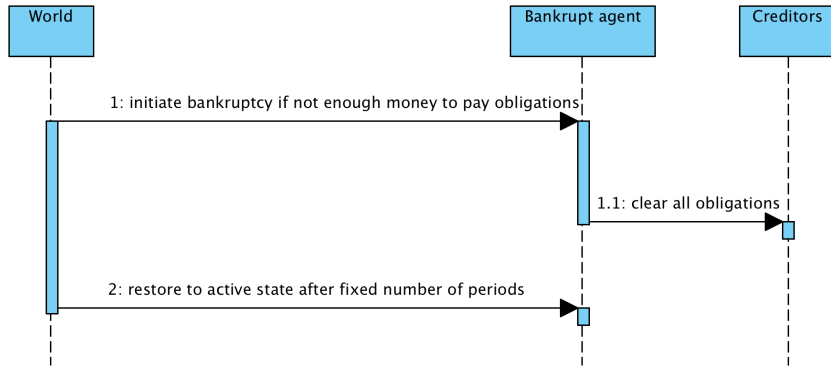 World
Bankrupt agent
Creditors
1: initiate bankruptcy if not enough money to pay obligations
1.1: clear all obligations
2: restore to active state after fixed number of periods